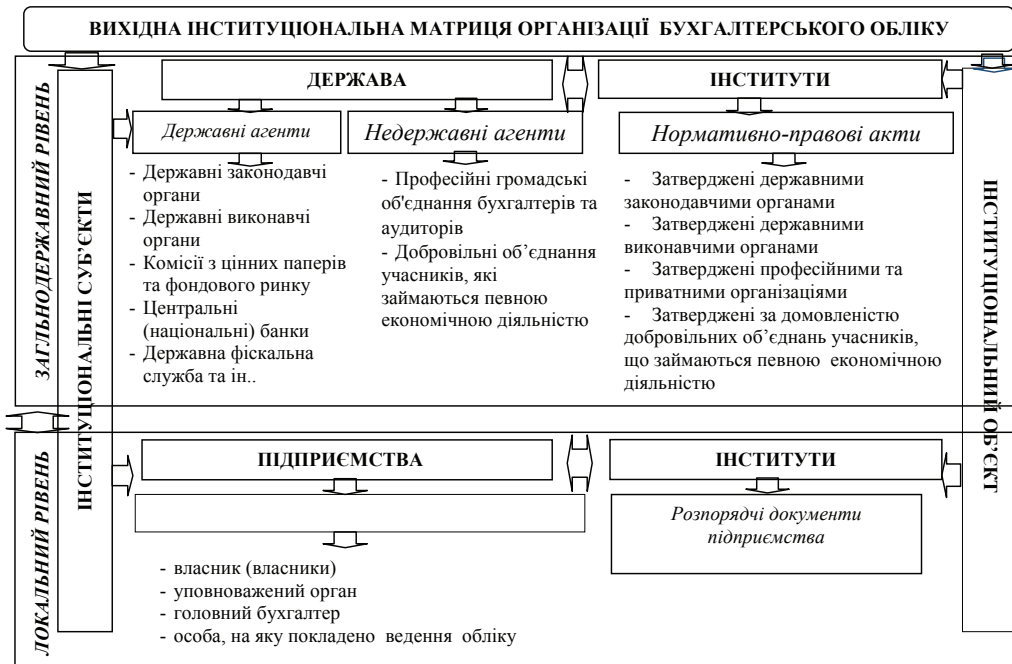 ВИХІДНА ІНСТИТУЦІОНАЛЬНА МАТРИЦЯ ОРГАНІЗАЦІЇ БУХГАЛТЕРСЬКОГО ОБЛІКУ
ЗАГЛЬНОДЕРЖАВНИЙ РІВЕНЬ
ІНСТИТУЦІОНАЛЬНІ СУБ’ЄКТИ
ДЕРЖАВА
Державні агенти
- Державні законодавчі
органи
- Державні виконавчі
органи
- Комісії з цінних паперів
та фондового ринку
- Центральні
(національні) банки
- Державна фіскальна
служба та ін..
Недержавні агенти
- Професійні громадські
об'єднання бухгалтерів та
аудиторів
- Добровільні об’єднання
учасників, які
займаються певною
економічною діяльністю
ІНСТИТУТИ
Нормативно-правові акти
- Затверджені державними
законодавчими органами
- Затверджені державними
виконавчими органами
- Затверджені професійними та
приватними організаціями
- Затверджені за домовленістю
добровільних об’єднань учасників,
що займаються певною економічною
діяльністю
ІНСТИТУЦІОНАЛЬНИЙ ОБ’ЄКТ
ЛОКАЛЬНИЙ РІВЕНЬ
ПІДПРИЄМСТВА
- власник (власники)
- уповноважений орган
- головний бухгалтер
- особа, на яку покладено ведення обліку
ІНСТИТУТИ
Розпорядчі документи
підприємства